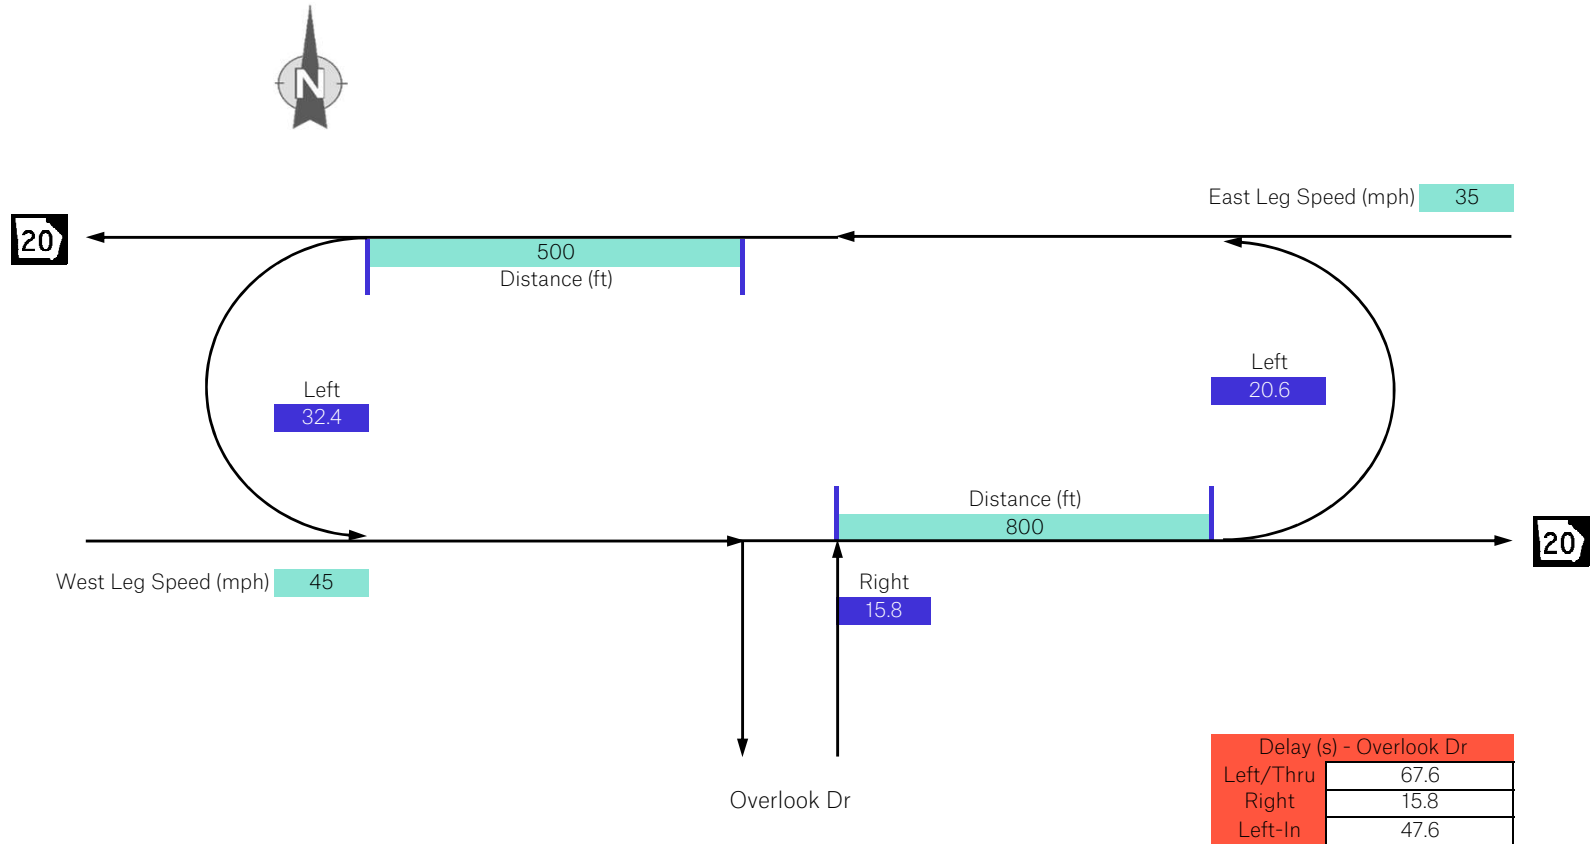 N
East Leg Speed (mph) 35
20
500
Distance (ft)
Left
20.6
Left
32.4
Distance (ft)
800
20
West Leg Speed (mph) 45
Right
15.8
Delay (s) - Overlook Dr
Left/Thru 67.6
Overlook Dr
Right 15.8
Left-In 47.6